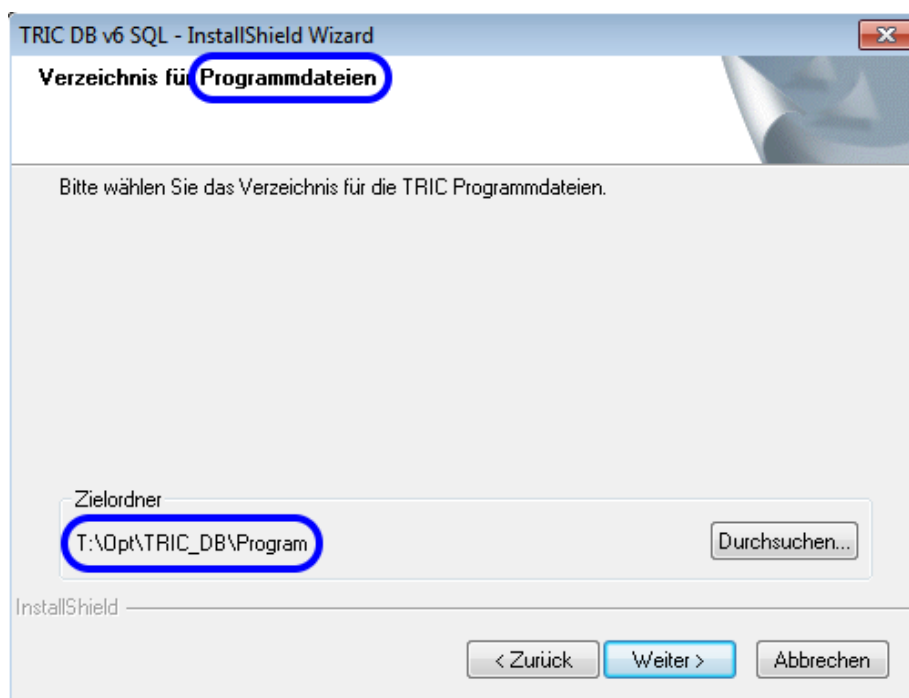 TRIC DB v6 SQL - InstallShield Wizard
Verzeichnis für Programmdateien
Bitte wählen Sie das Verzeichnis für die TRIC Programmdateien.
Zielordner
T:\Opt\TRIC_DB\Program
Durchsuchen...
InstallShield
< Zurück
Weiter >
Abbrechen